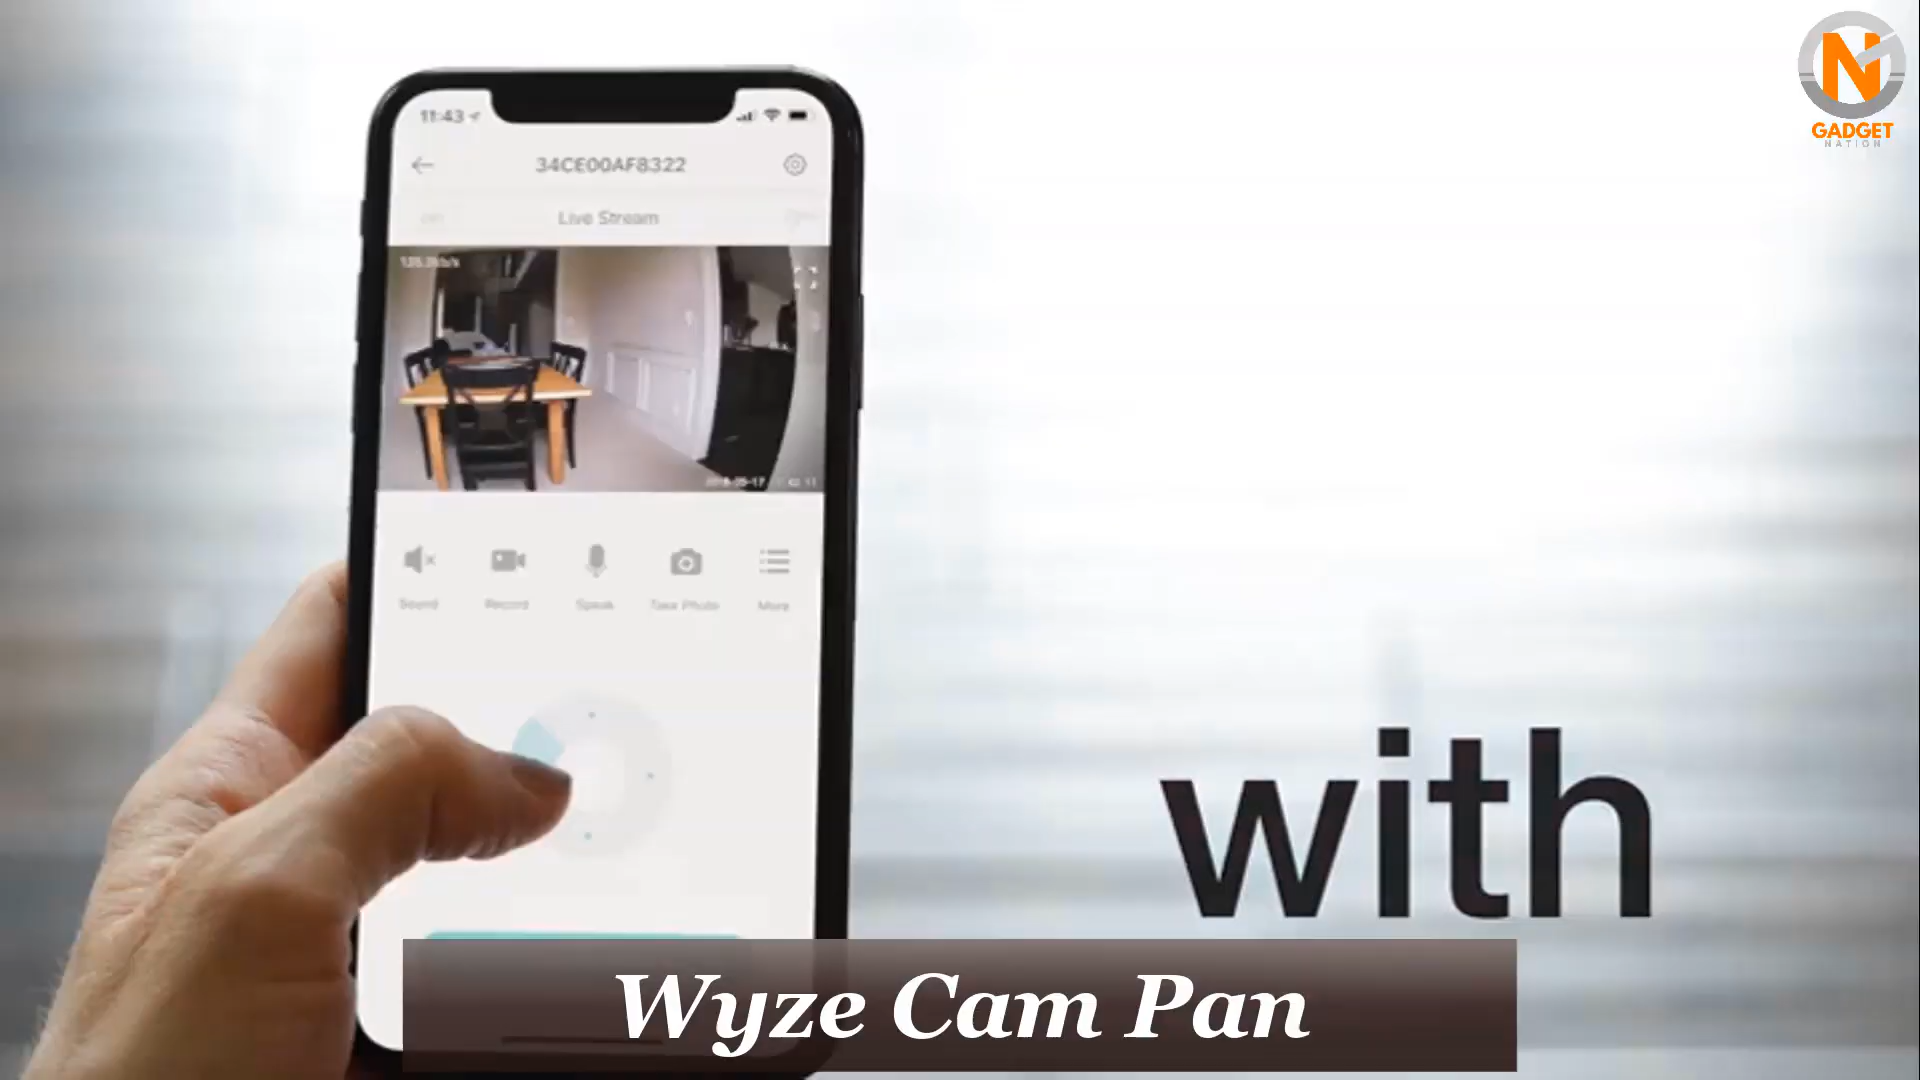 GADGET
NATION
11:43
34CE00AF8322
Live Stream
Sound
Record
Speak
Take Photo
More
with
Wyze Cam Pan